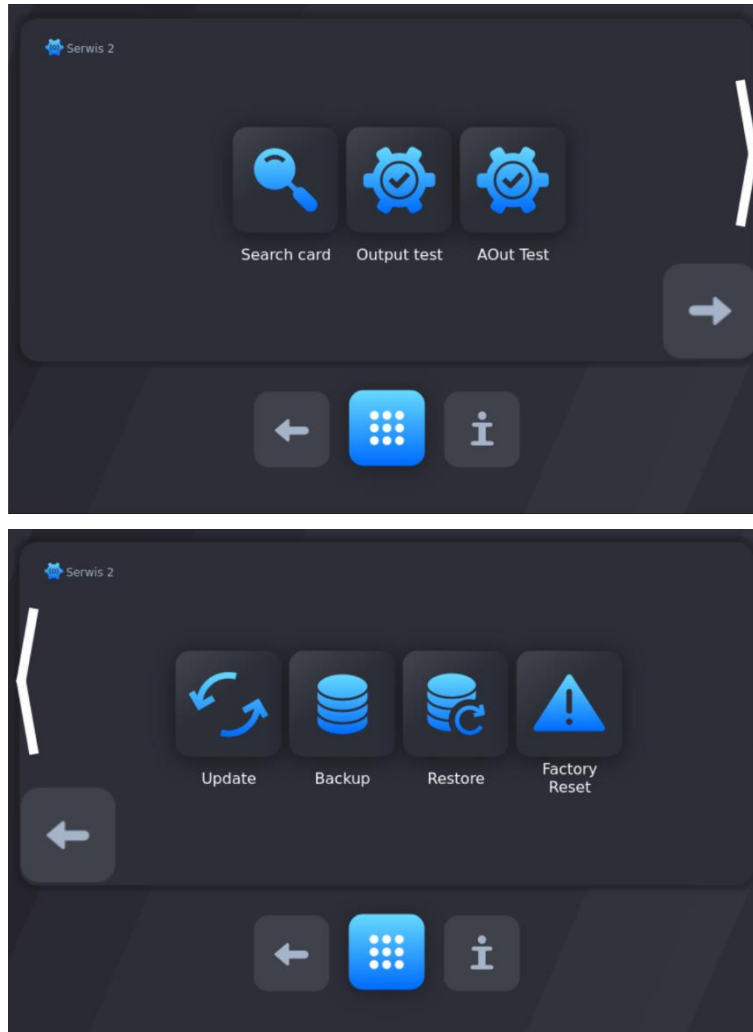 Serwis 2
Search card
Output test
AOut Test
Serwis 2
Update
Backup
Restore
Factory
Reset